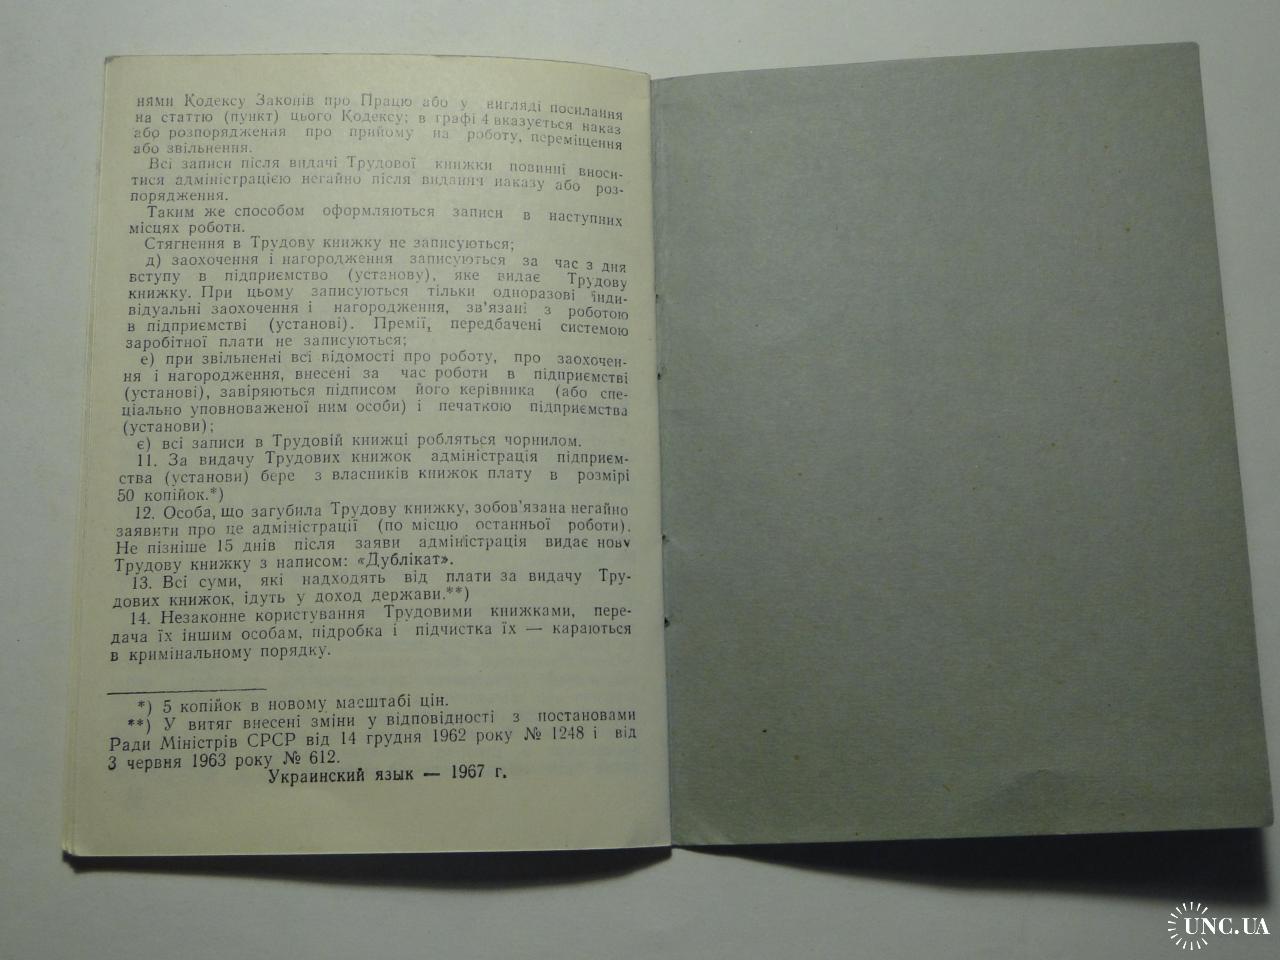 нями Кодексу Законів про Працю або у вигляді посилання
на статтю (пункт) цього Кодексу; в графі 4 вказується наказ
або розпорядження про прийому на роботу, переміщення
або звільнення.
Всі записи після видачі Трудової книжки повинні вноси-
тися адміністрацією негайно після видання наказу або роз-
порядження.
Таким же способом оформляються записи в наступних
місцях роботи.
Стягнення в Трудову книжку не записуються;
д) заохочення і нагородження записуються за час з дня
вступу в підприємство (установу), яке видає Трудову
книжку. При цьому записуються тільки одноразові інди-
відуальні заохочення і нагородження, зв'язані з роботою
в підприємстві (установі). Премії, передбачені системою
заробітної плати не записуються;
е) при звільненні всі відомості про роботу, про заохочен-
ня і нагородження, внесені за час роботи в підприємстві
(установі), завіряються підписом його керівника (або спе-
ціально уповноваженої ним особи) і печаткою підприємства
(установи);
є) всі записи в Трудовій книжці робляться чорнилом.
11. За видачу Трудових книжок адміністрація підприєм-
ства (установи) бере з власників книжок плату в розмірі
50 копійок.*)
12. Особа, що загубила Трудову книжку, зобов'язана негайно
заявити про це адміністрації (по місцю останньої роботи).
Не пізніше 15 днів після заяви адміністрація видає нову
Трудову книжку з написом: «Дублікат».
13. Всі суми, які надходять від плати за видачу Тру-
дових книжок, ідуть у доход держави.**)
14. Незаконне користування Трудовими книжками, пере-
дача їх іншим особам, підробка і підчистка їх — караються
в кримінальному порядку.
*) 5 копійок в новому масштабі цін.
**) У витяг внесені зміни у відповідності з постановами
Ради Міністрів СРСР від 14 грудня 1962 року № 1248 і від
3 червня 1963 року № 612.
Украинский язык — 1967 г.
UNC.UA